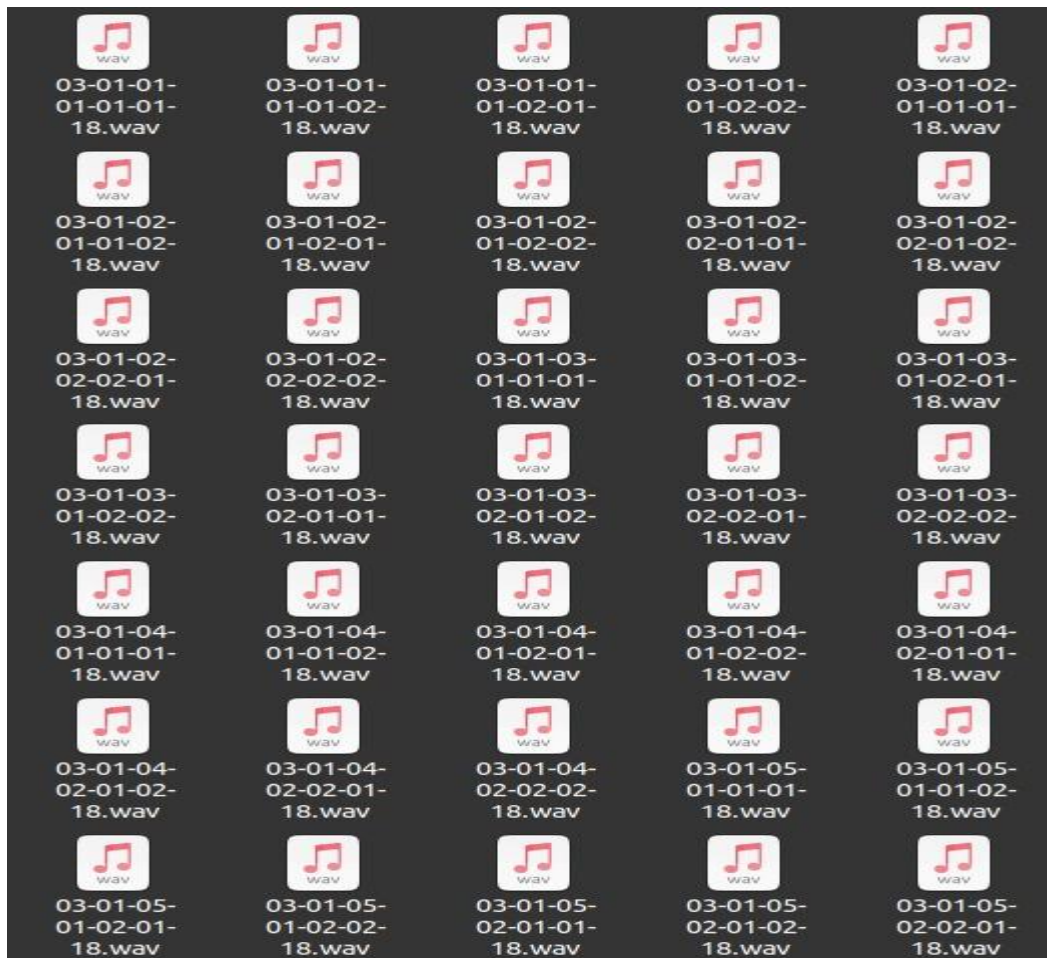 wav wav wav wav wav
03-01-01- 03-01-01- 03-01-01- 03-01-01- 03-01-02-
01-01-01- 01-01-02- 01-02-01- 01-02-02- 01-01-01-
18.wav 18.wav 18.wav 18.wav 18.wav
wav wav wav wav wav
03-01-02- 03-01-02- 03-01-02- 03-01-02- 03-01-02-
01-01-02- 01-02-01- 01-02-02- 02-01-01- 02-01-02-
18.wav 18.wav 18.wav 18.wav 18.wav
wav wav wav wav wav
03-01-02- 03-01-02- 03-01-03- 03-01-03- 03-01-03-
02-02-01- 02-02-02- 01-01-01- 01-01-02- 01-02-01-
18.wav 18.wav 18.wav 18.wav 18.wav
wav wav wav wav wav
03-01-03- 03-01-03- 03-01-03- 03-01-03- 03-01-03-
01-02-02- 02-01-01- 02-01-02- 02-02-01- 02-02-02-
18.wav 18.wav 18.wav 18.wav 18.wav
wav wav wav wav wav
03-01-04- 03-01-04- 03-01-04- 03-01-04- 03-01-04-
01-01-01- 01-01-02- 01-02-01- 01-02-02- 02-01-01-
18.wav 18.wav 18.wav 18.wav 18.wav
wav wav wav wav wav
03-01-04- 03-01-04- 03-01-04- 03-01-05- 03-01-05-
02-01-02- 02-02-01- 02-02-02- 01-01-01- 01-01-02-
18.wav 18.wav 18.wav 18.wav 18.wav
wav wav wav wav wav
03-01-05- 03-01-05- 03-01-05- 03-01-05- 03-01-05-
01-02-01- 01-02-02- 02-01-01- 02-01-02- 02-02-01-
18.wav 18.wav 18.wav 18.wav 18.wav